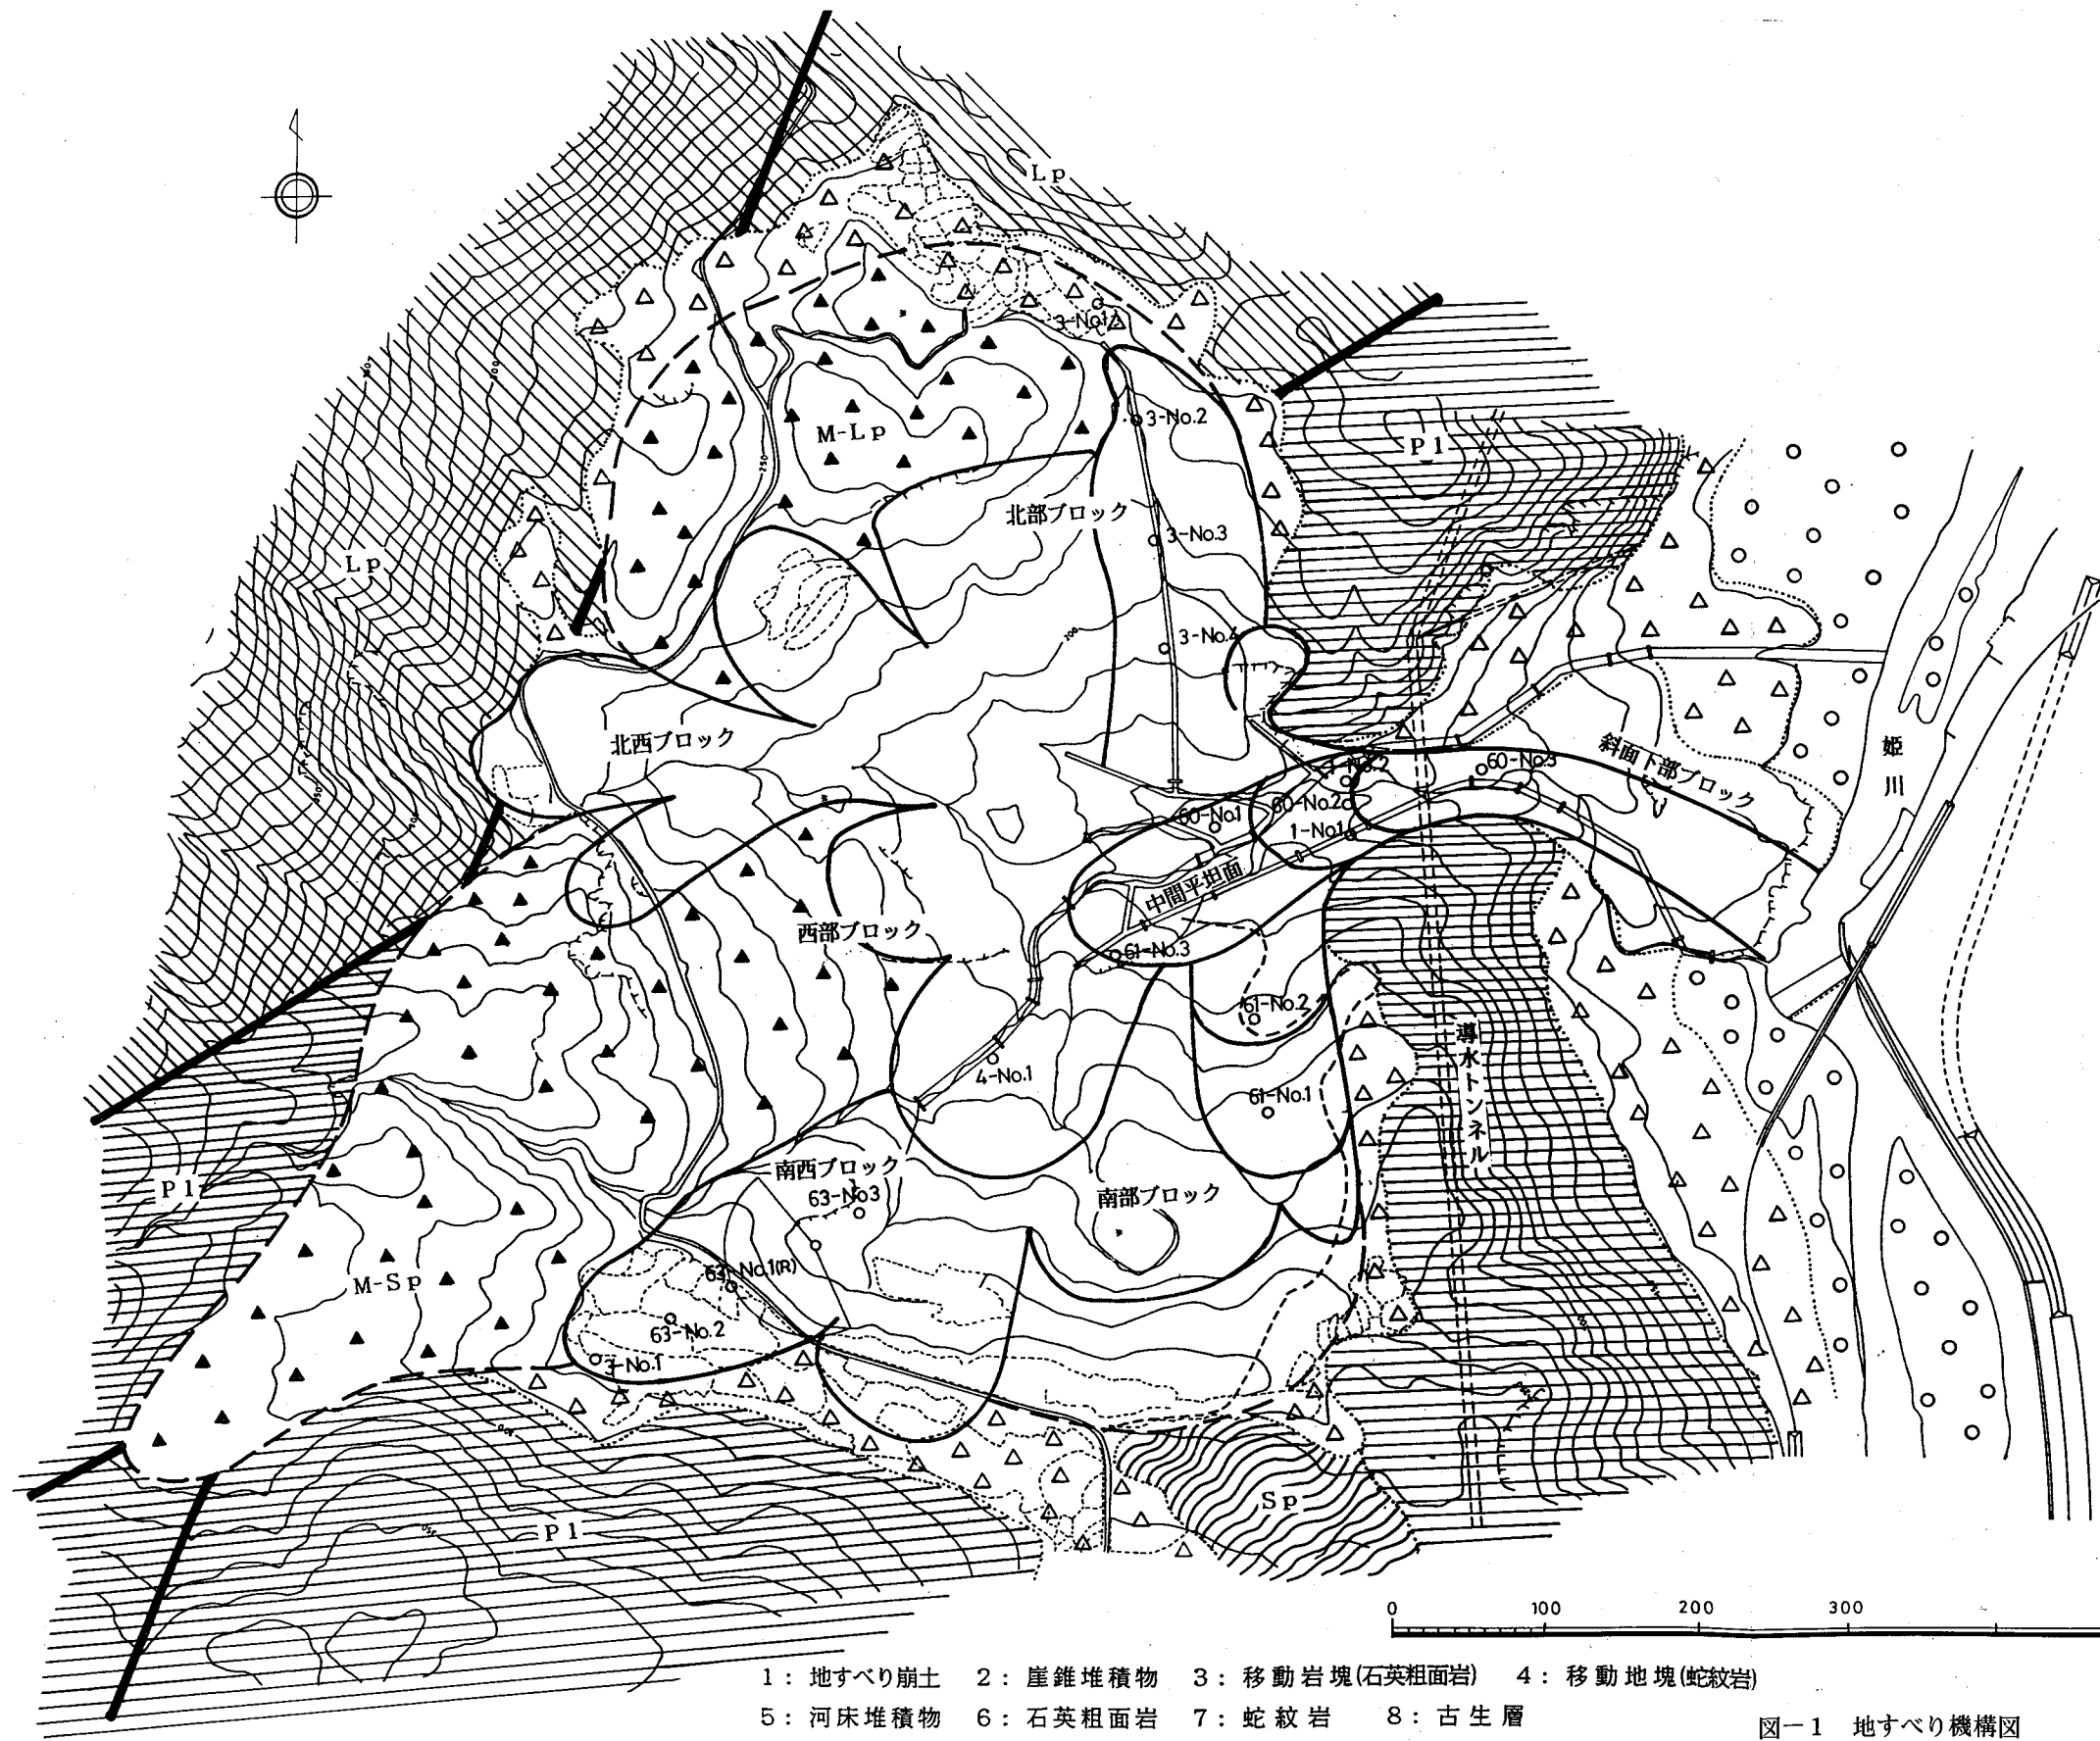 Lp
3-No.1
3-No.2
P1
M-Lp
北部ブロック
3-No.3
Lp
3-No.4
200
250
北西ブロック
斜面下部ブロック
姫川
60-No.3
60-No.2
60-No.1
1-No.1
中間平坦面
西部ブロック
61-No.3
61-No.2
導水トンネル
4-No.1
61-No.1
南西ブロック
63-No3
南部ブロック
P1
M-Sp
63-No.1(R)
63-No.2
3-No.1
Sp
P1
0 100 200 300
1: 地すべり崩土 2: 崖錐堆積物 3: 移動岩塊(石英粗面岩) 4: 移動地塊(蛇紋岩)
5: 河床堆積物 6: 石英粗面岩 7: 蛇紋岩 8: 古生層
図-1 地すべり機構図